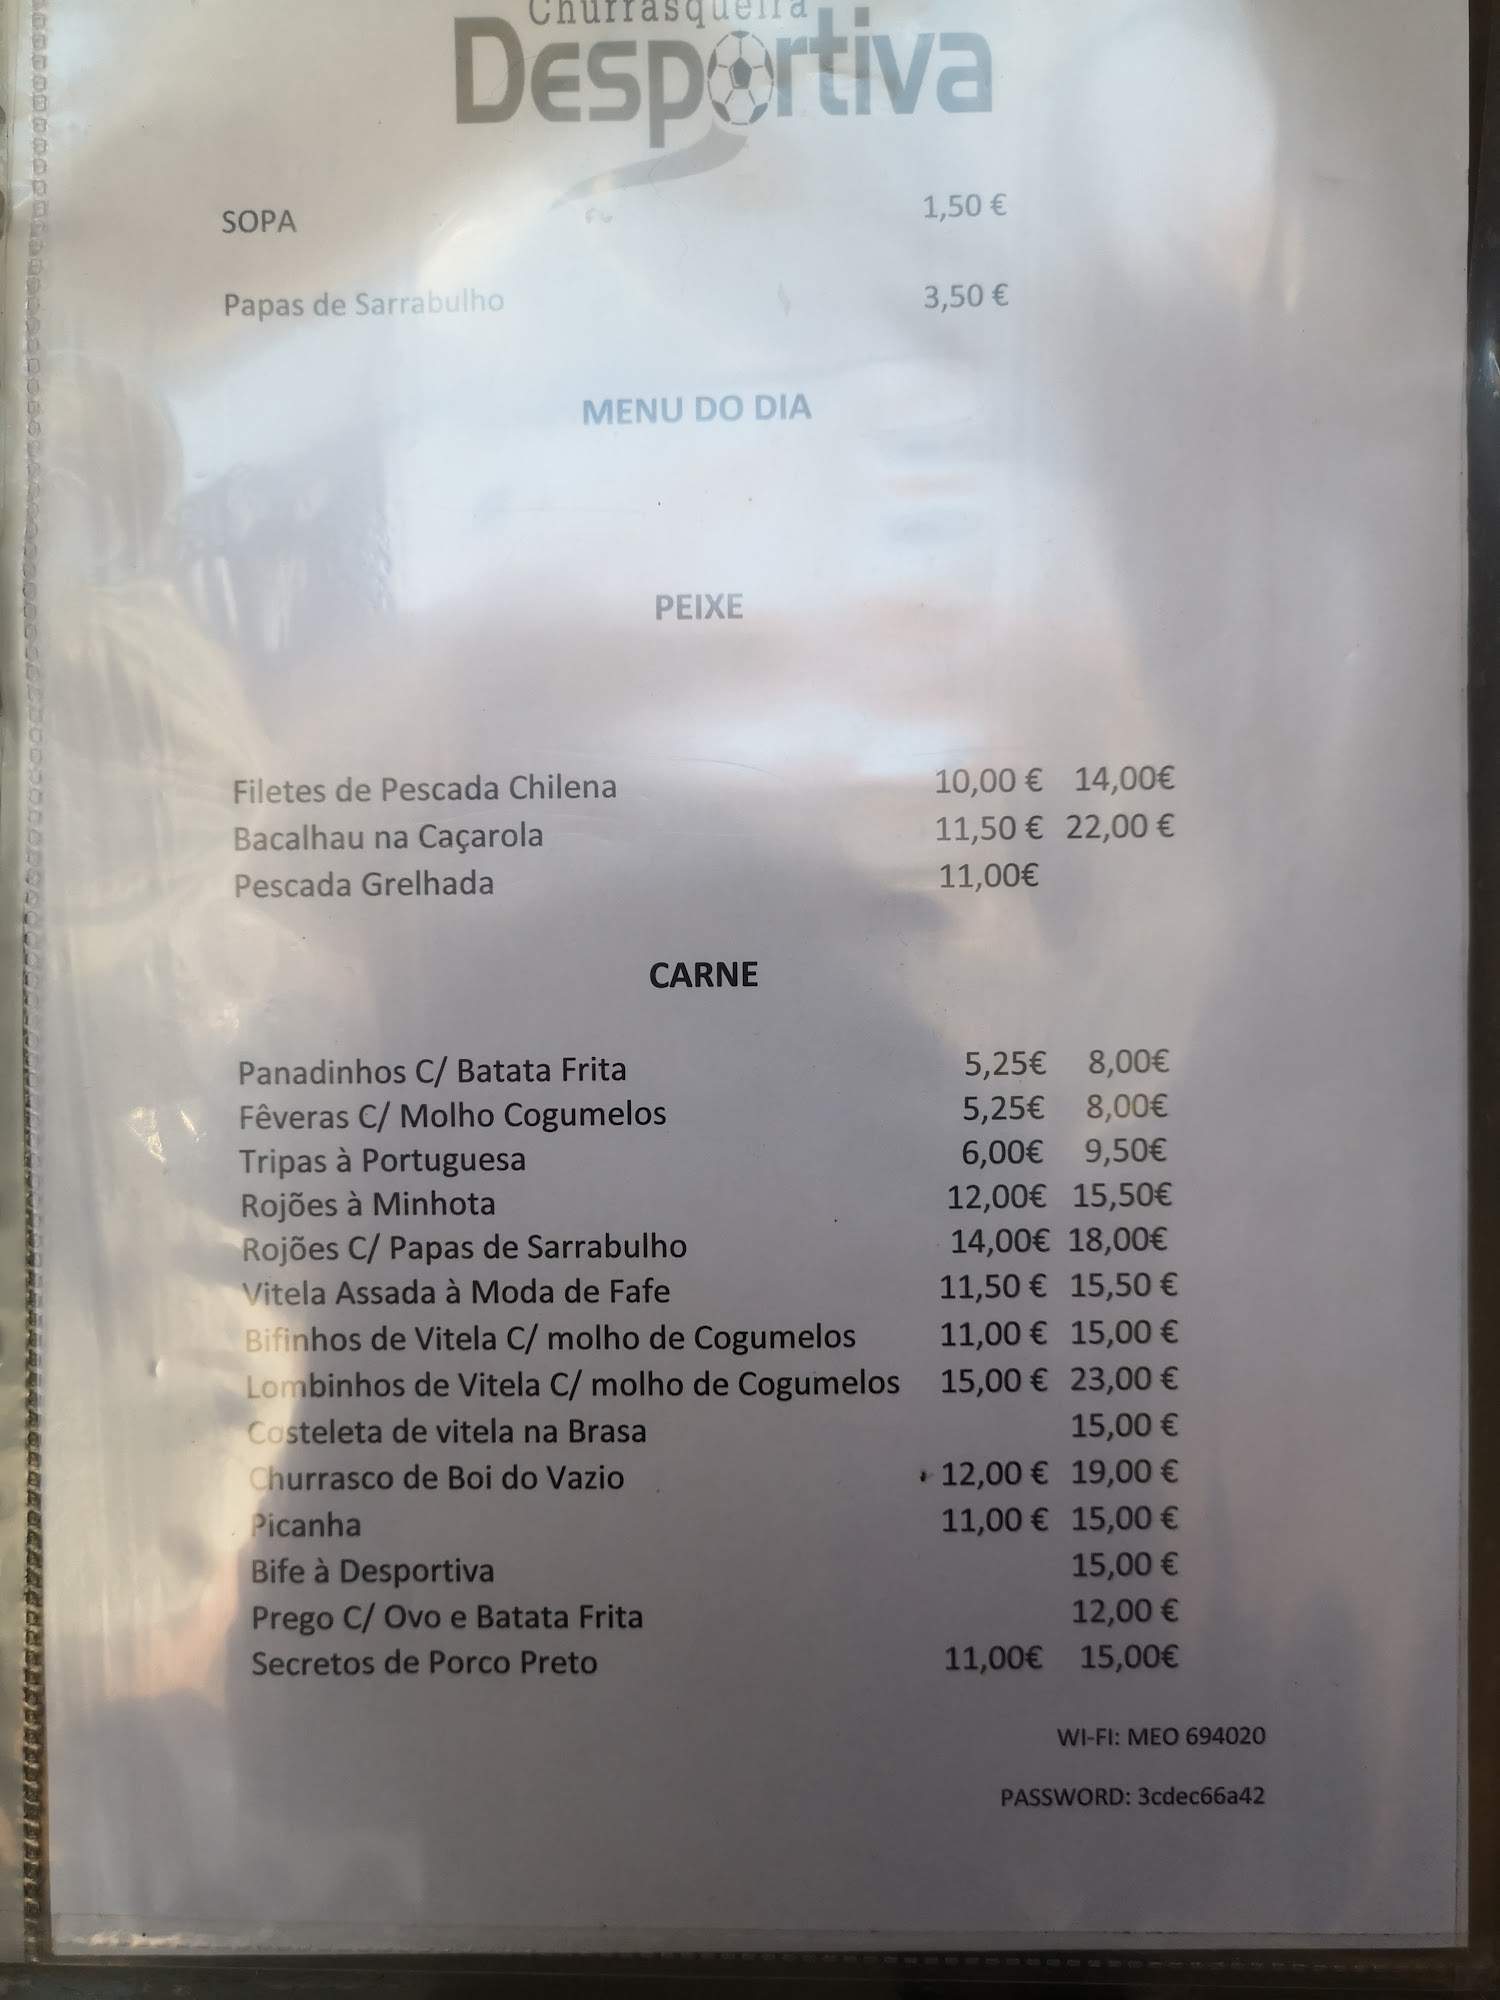 Churrasqueira
Desportiva
SOPA 1,50 €
Papas de Sarrabulho 3,50 €
MENU DO DIA
PEIXE
Filetes de Pescada Chilena 10,00 € 14,00€
Bacalhau na Caçarola 11,50 € 22,00 €
Pescada Grelhada 11,00€
CARNE
Panadinhos C/ Batata Frita 5,25€ 8,00€
Fêveras C/ Molho Cogumelos 5,25€ 8,00€
Tripas à Portuguesa 6,00€ 9,50€
Rojões à Minhota 12,00€ 15,50€
Rojões C/ Papas de Sarrabulho 14,00€ 18,00€
Vitela Assada à Moda de Fafe 11,50 € 15,50 €
Bifinhos de Vitela C/ molho de Cogumelos 11,00 € 15,00 €
Lombinhos de Vitela C/ molho de Cogumelos 15,00 € 23,00 €
Costeleta de vitela na Brasa 15,00 €
Churrasco de Boi do Vazio 12,00 € 19,00 €
Picanha 11,00 € 15,00 €
Bife à Desportiva 15,00 €
Prego C/ Ovo e Batata Frita 12,00 €
Secretos de Porco Preto 11,00€ 15,00€
WI-FI: MEO 694020
PASSWORD: 3cdec66a42